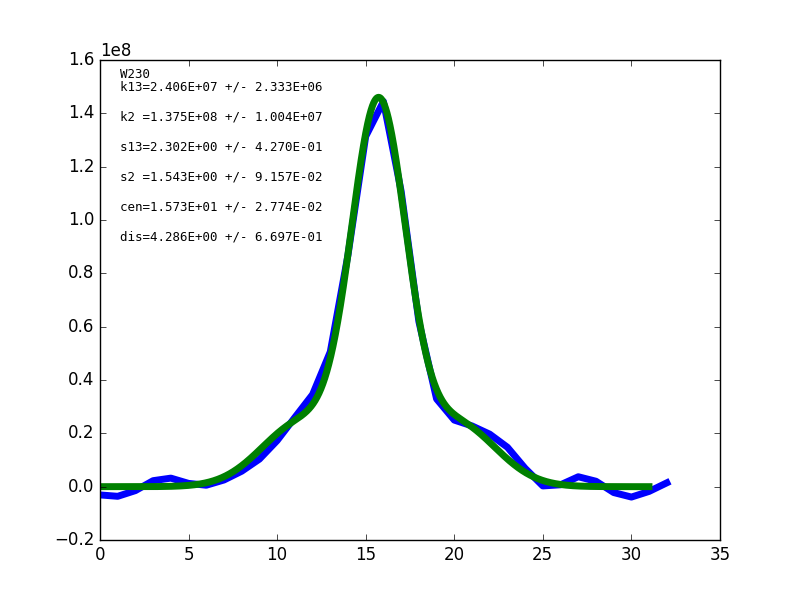 1e8
W230
k13=2.406E+07 +/- 2.333E+06
k2 =1.375E+08 +/- 1.004E+07
s13=2.302E+00 +/- 4.270E-01
s2 =1.543E+00 +/- 9.157E-02
cen=1.573E+01 +/- 2.774E-02
dis=4.286E+00 +/- 6.697E-01
1.6
1.4
1.2
1.0
0.8
0.6
0.4
0.2
0.0
−0.2
0 5 10 15 20 25 30 35